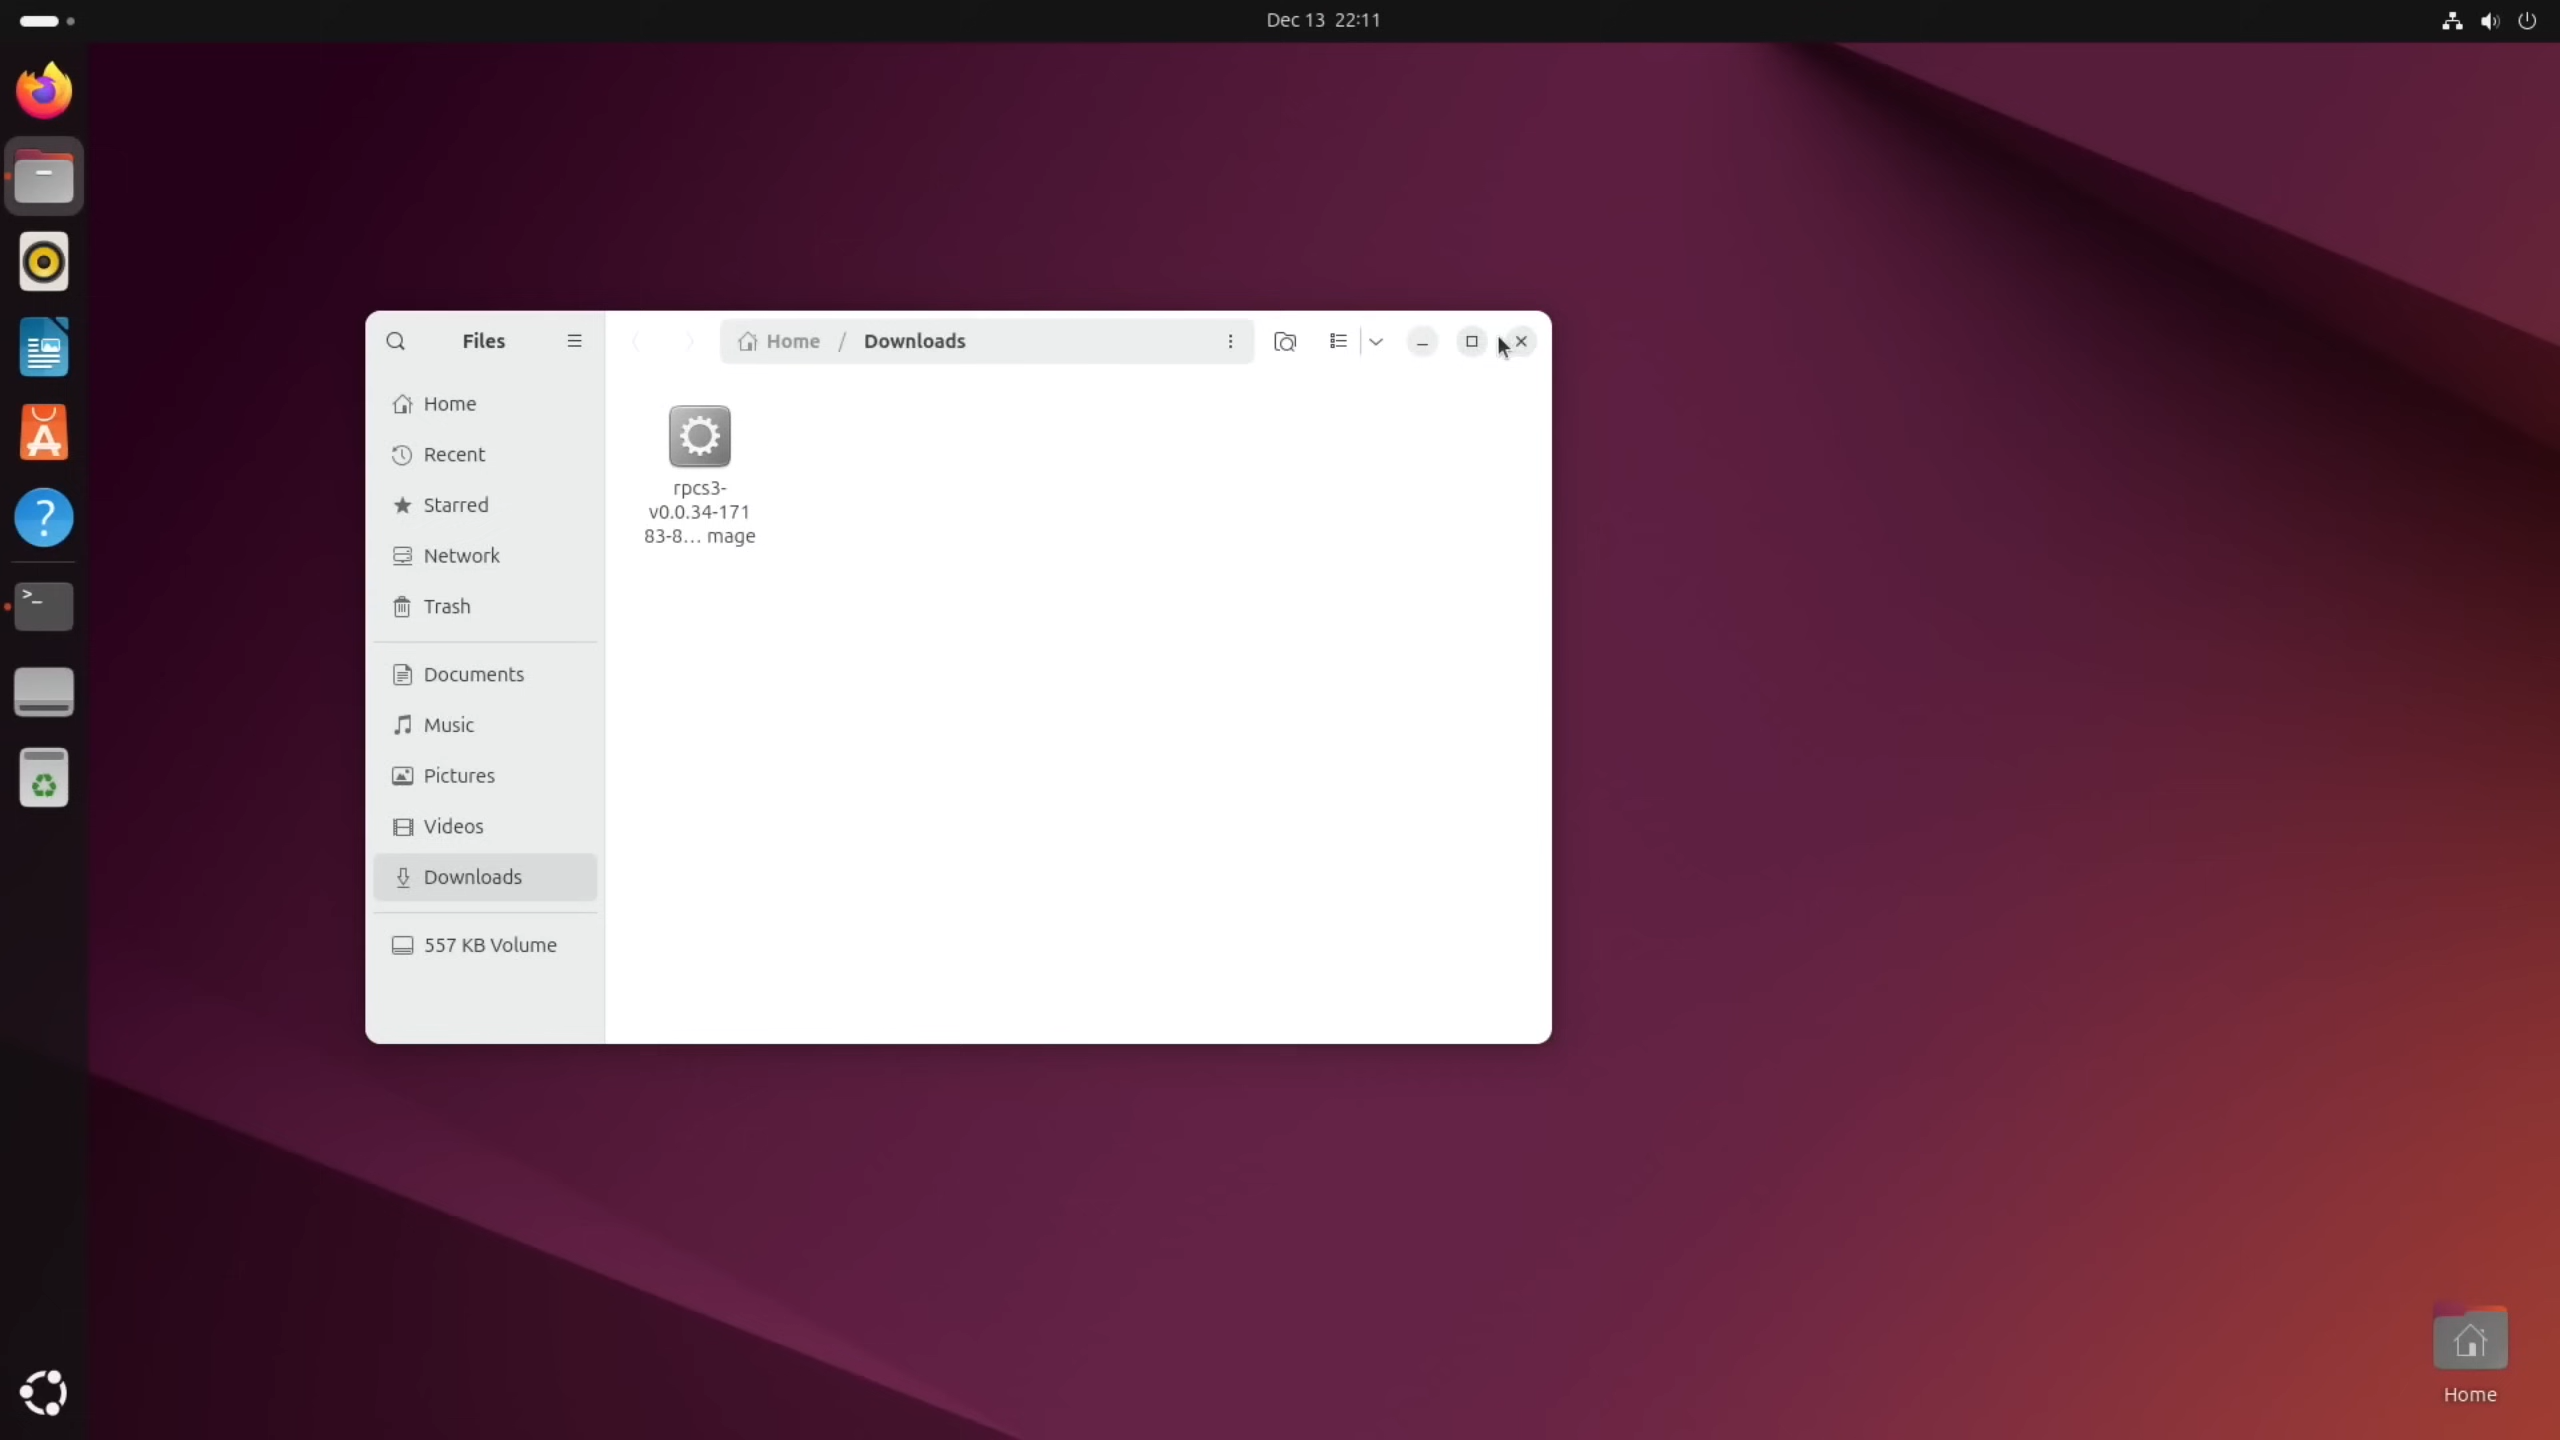 Dec 13 22:11
Files
Home / Downloads
Home
Recent
Starred
Network
Trash
Documents
Music
Pictures
Videos
Downloads
557 KB Volume
rpcs3-
v0.0.34-171
83-8... mage
>_
?
Home